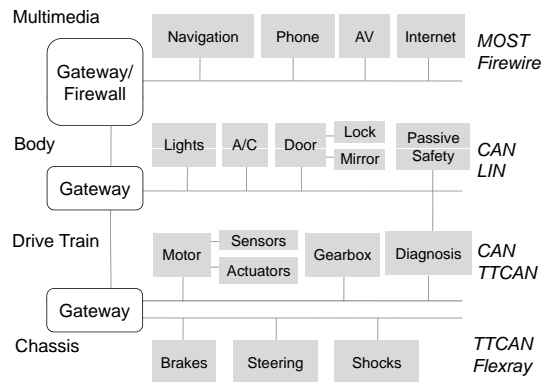 Multimedia
Navigation
Phone
AV
Internet
MOST
Firewire
Gateway/
Firewall
Body
Lights
A/C
Door
Lock
Mirror
Passive
Safety
CAN
LIN
Gateway
Drive Train
Motor
Sensors
Actuators
Gearbox
Diagnosis
CAN
TTCAN
Gateway
Chassis
Brakes
Steering
Shocks
TTCAN
Flexray